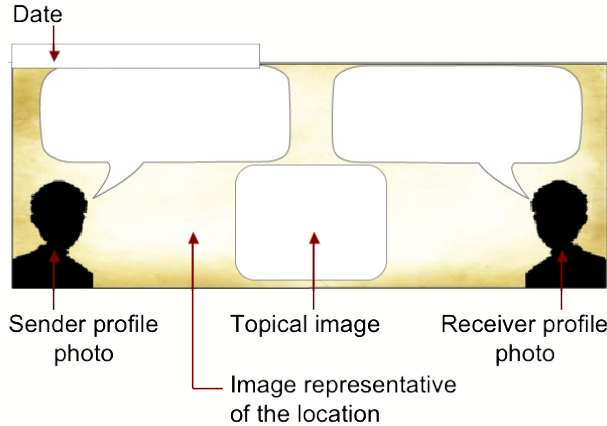 Date
Sender profile
photo
Topical image
Receiver profile
photo
Image representative
of the location